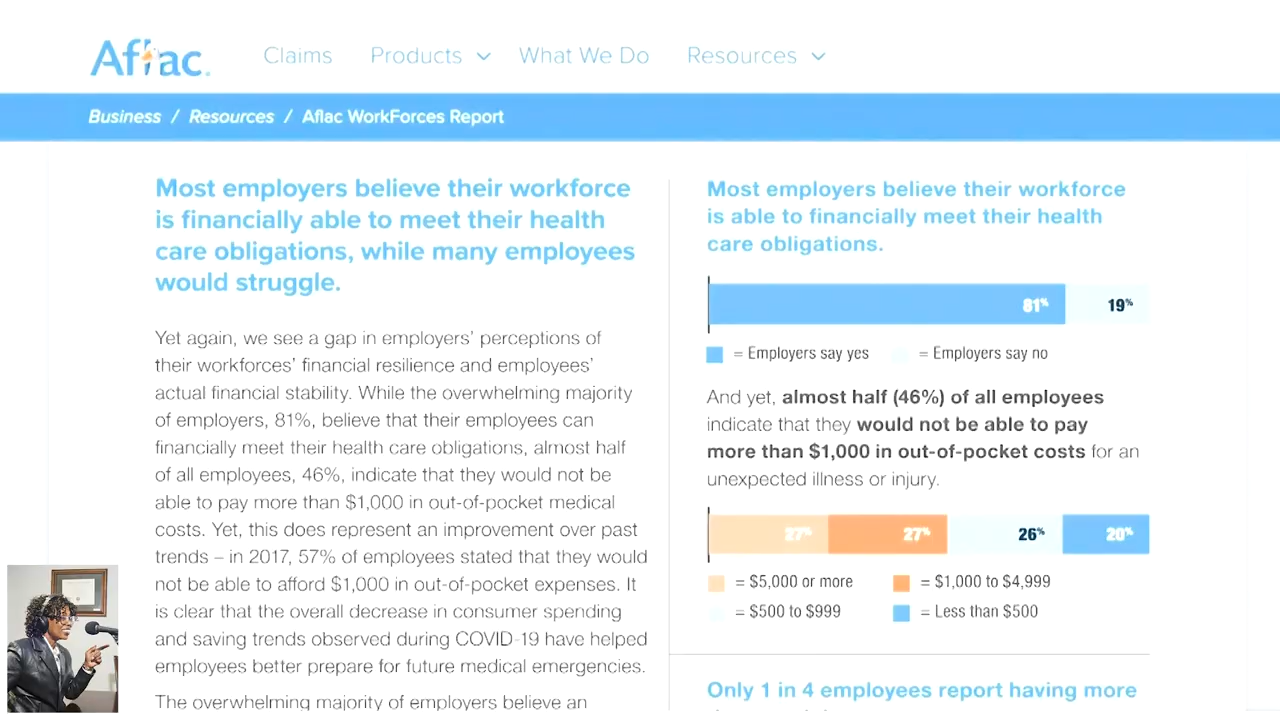 Aflac
Claims Products What We Do Resources
Business / Resources / Aflac WorkForces Report
Most employers believe their workforce
is financially able to meet their health
care obligations, while many employees
would struggle.
Yet again, we see a gap in employers' perceptions of
their workforces' financial resilience and employees'
actual financial stability. While the overwhelming majority
of employers, 81%, believe that their employees can
financially meet their health care obligations, almost half
of all employees, 46%, indicate that they would not be
able to pay more than $1,000 in out-of-pocket medical
costs. Yet, this does represent an improvement over past
trends – in 2017, 57% of employees stated that they would
not be able to afford $1,000 in out-of-pocket expenses. It
is clear that the overall decrease in consumer spending
and saving trends observed during COVID-19 have helped
employees better prepare for future medical emergencies.
The overwhelming majority of employers believe an
Most employers believe their workforce
is able to financially meet their health
care obligations.
81% 19%
= Employers say yes = Employers say no
And yet, almost half (46%) of all employees
indicate that they would not be able to pay
more than $1,000 in out-of-pocket costs for an
unexpected illness or injury.
27% 27% 26% 20%
= $5,000 or more = $1,000 to $4,999
= $500 to $999 = Less than $500
Only 1 in 4 employees report having more